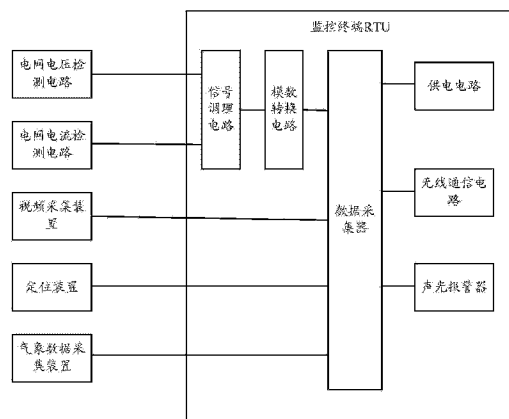 监控终端RTU
电网电压检
测电路
电网电流检
测电路
视频采集装
置
定位装置
气象数据采
集装置
信号
调理
电路
模数
转换
电路
数据采
集器
供电电路
无线通信电
路
声光报警器